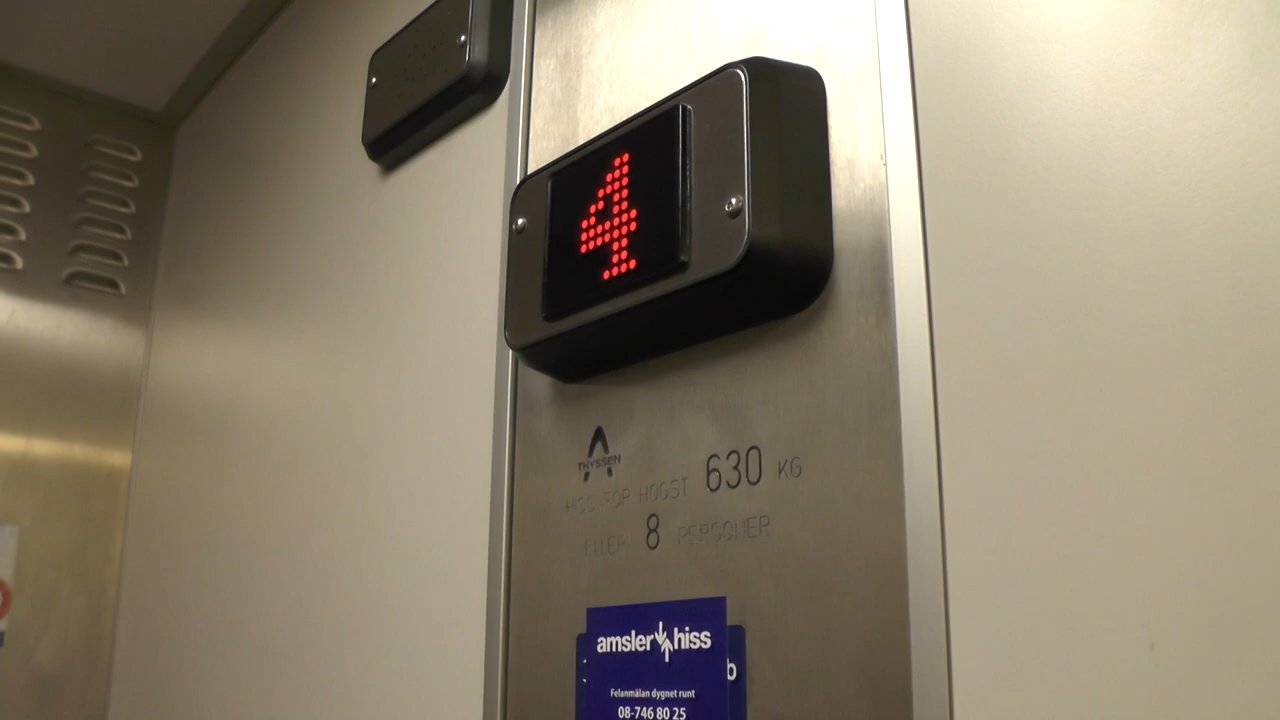 4
THYSSEN
HISS FÖR HÖGST 630 KG
ELLER 8 PERSONER
amsler hiss
b
Felanmälan dygnet runt
08-746 80 25